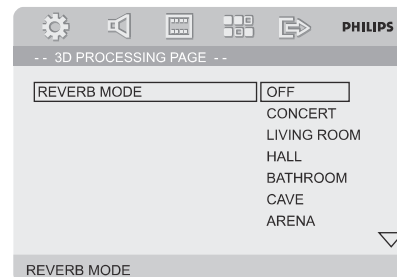 PHILIPS
-- 3D PROCESSING PAGE --
REVERB MODE OFF
CONCERT
LIVING ROOM
HALL
BATHROOM
CAVE
ARENA
REVERB MODE